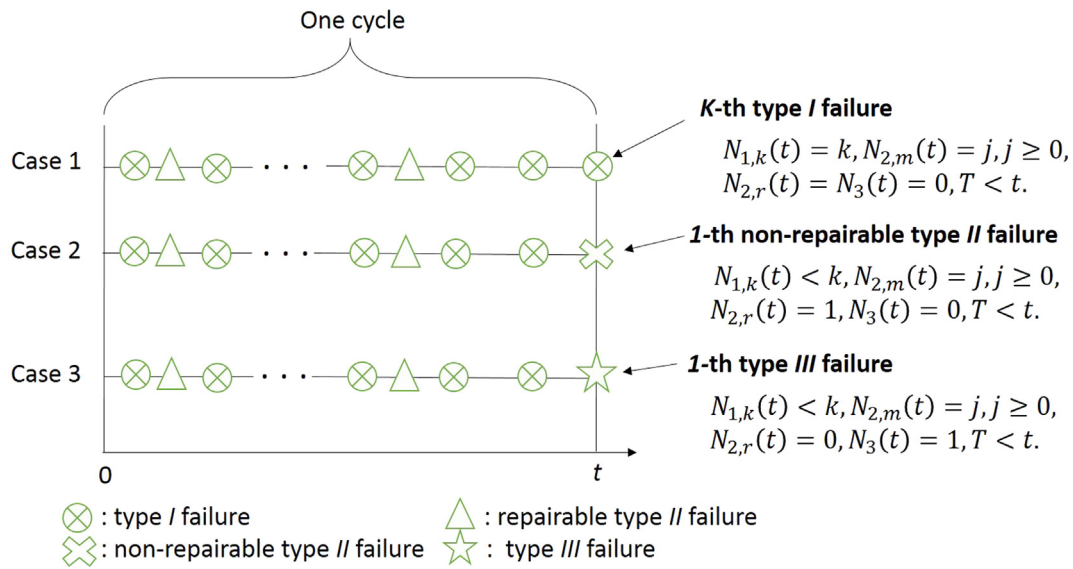 One cycle
Case 1
K-th type I failure
N₁,ₖ(t) = k, N₂,ₘ(t) = j, j ≥ 0,
N₂,ᵣ(t) = N₃(t) = 0, T < t.
Case 2
1-th non-repairable type II failure
N₁,ₖ(t) < k, N₂,ₘ(t) = j, j ≥ 0,
N₂,ᵣ(t) = 1, N₃(t) = 0, T < t.
Case 3
1-th type III failure
N₁,ₖ(t) < k, N₂,ₘ(t) = j, j ≥ 0,
N₂,ᵣ(t) = 0, N₃(t) = 1, T < t.
0
t
: type I failure
: repairable type II failure
: non-repairable type II failure
: type III failure